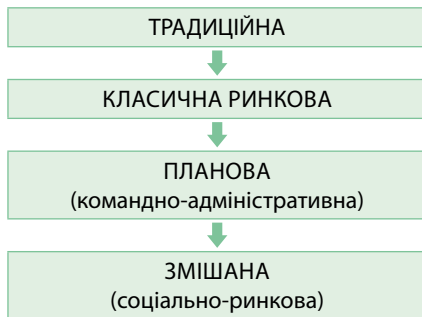 ТРАДИЦІЙНА
КЛАСИЧНА РИНКОВА
ПЛАНОВА
(командно-адміністративна)
ЗМІШАНА
(соціально-ринкова)